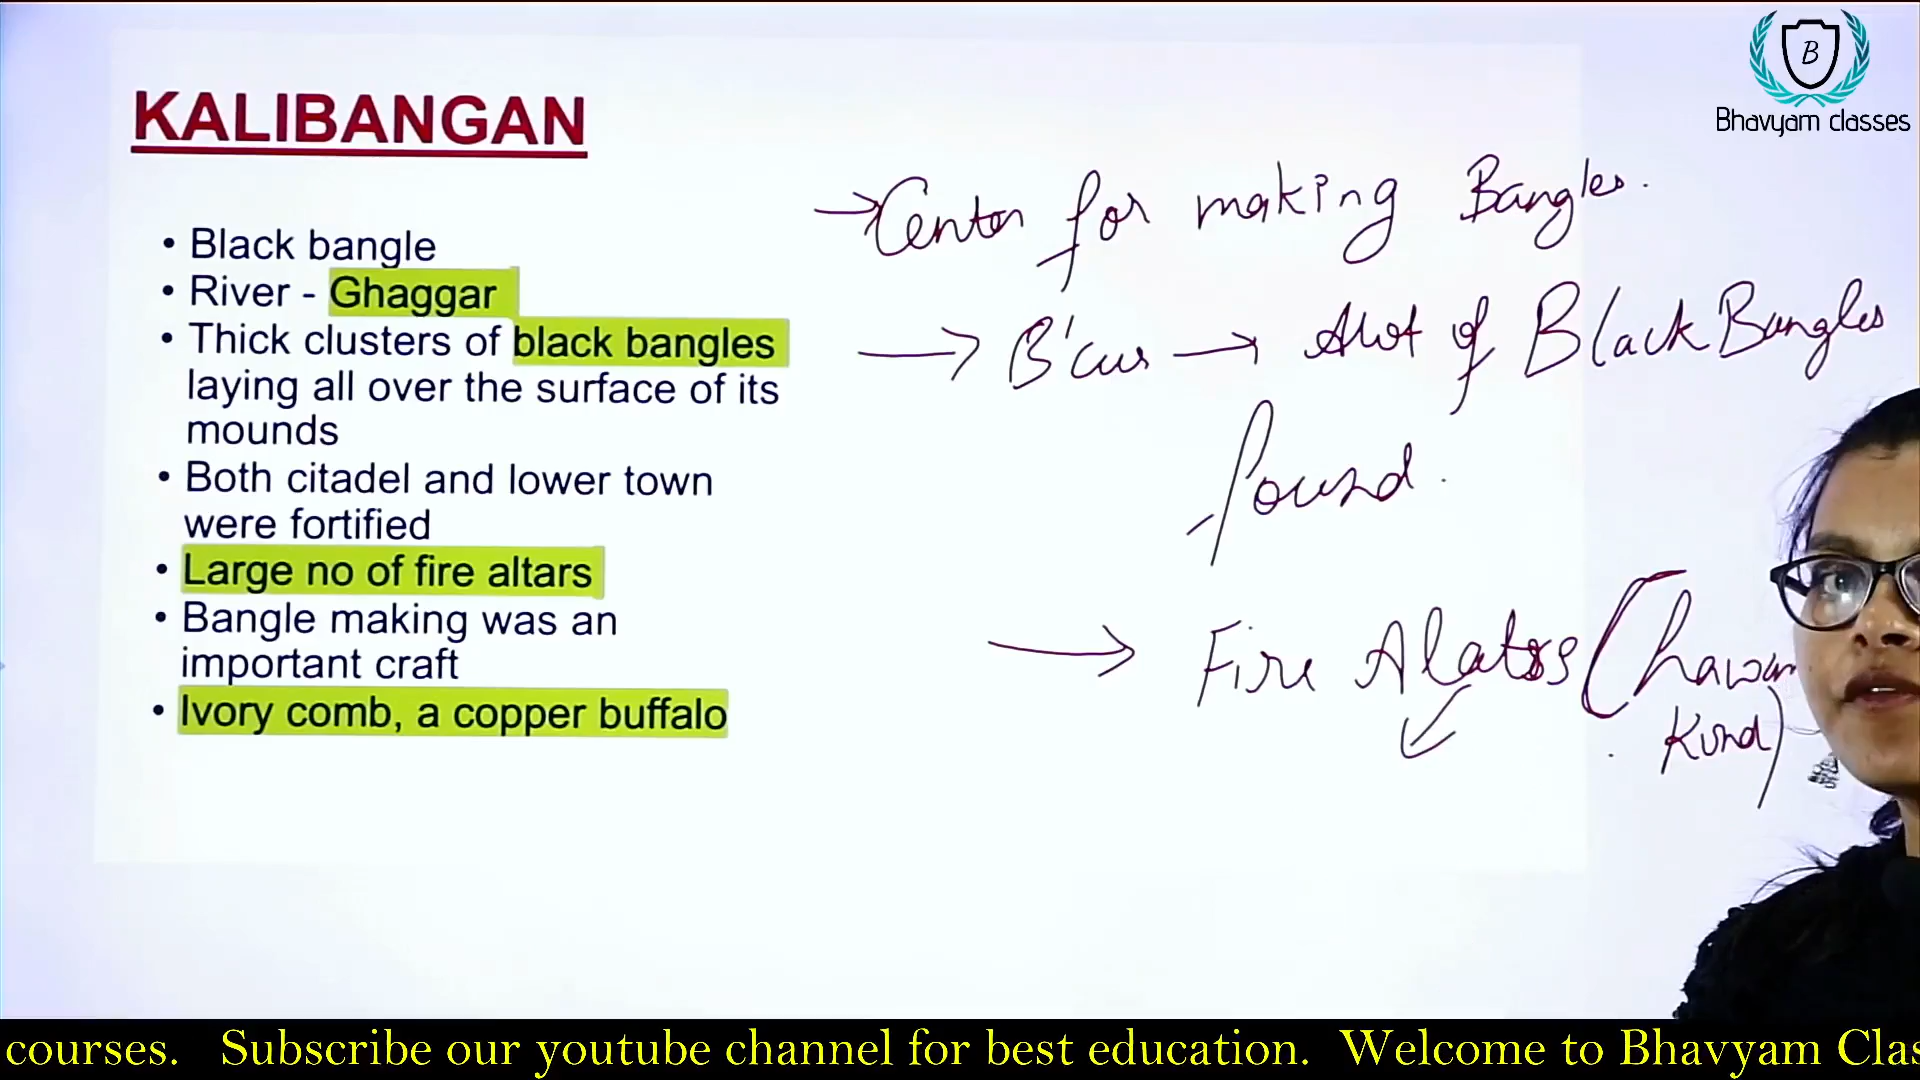 B
Bhavyam classes
KALIBANGAN
• Black bangle
• River - Ghaggar
• Thick clusters of black bangles
laying all over the surface of its
mounds
• Both citadel and lower town
were fortified
• Large no of fire altars
• Bangle making was an
important craft
• Ivory comb, a copper buffalo
→ Center for making Bangles.
→ B'cus → Alot of Black Bangles
found.
→ Fire Alatrs (hawan
Kund)
courses. Subscribe our youtube channel for best education. Welcome to Bhavyam Clas